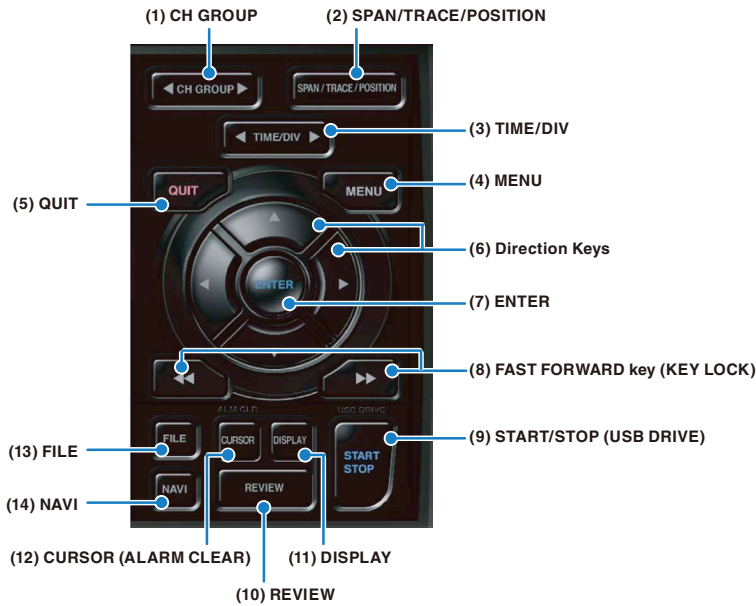 (1) CH GROUP
(2) SPAN/TRACE/POSITION
◀CH GROUP▶
SPAN / TRACE / POSITION
◀ TIME/DIV ▶
(3) TIME/DIV
QUIT
MENU
(4) MENU
(5) QUIT
(6) Direction Keys
ENTER
(7) ENTER
(8) FAST FORWARD key (KEY LOCK)
ALM CLR
USB DRIVE
FILE
CURSOR
DISPLAY
START
STOP
(9) START/STOP (USB DRIVE)
(13) FILE
NAVI
REVIEW
(14) NAVI
(12) CURSOR (ALARM CLEAR)
(11) DISPLAY
(10) REVIEW